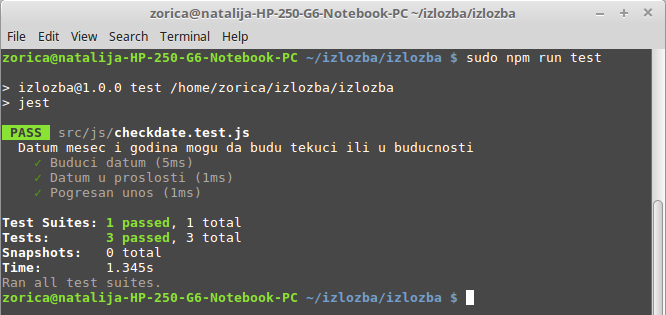 zorica@natalija-HP-250-G6-Notebook-PC ~/izlozba/izlozba
File Edit View Search Terminal Help
zorica@natalija-HP-250-G6-Notebook-PC ~/izlozba/izlozba $ sudo npm run test
> izlozba@1.0.0 test /home/zorica/izlozba/izlozba
> jest
PASS src/js/checkdate.test.js
Datum mesec i godina mogu da budu tekuci ili u buducnosti
✓ Buduci datum (5ms)
✓ Datum u proslosti (1ms)
✓ Pogresan unos (1ms)
Test Suites: 1 passed, 1 total
Tests: 3 passed, 3 total
Snapshots: 0 total
Time: 1.345s
Ran all test suites.
zorica@natalija-HP-250-G6-Notebook-PC ~/izlozba/izlozba $